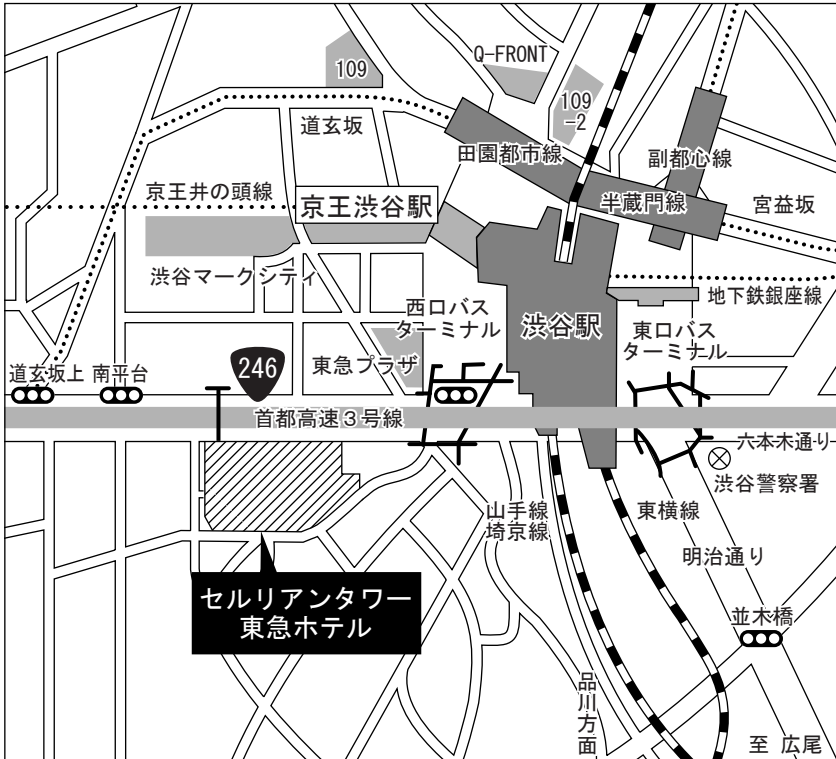 109
Q-FRONT
109
-2
道玄坂
田園都市線
副都心線
京王井の頭線
京王渋谷駅
半蔵門線
宮益坂
渋谷マークシティ
西口バス
ターミナル
渋谷駅
地下鉄銀座線
東口バス
ターミナル
246
東急プラザ
道玄坂上
南平台
首都高速3号線
六本木通り
渋谷警察署
山手線
埼京線
東横線
明治通り
セルリアンタワー
東急ホテル
並木橋
品川方面
至 広尾